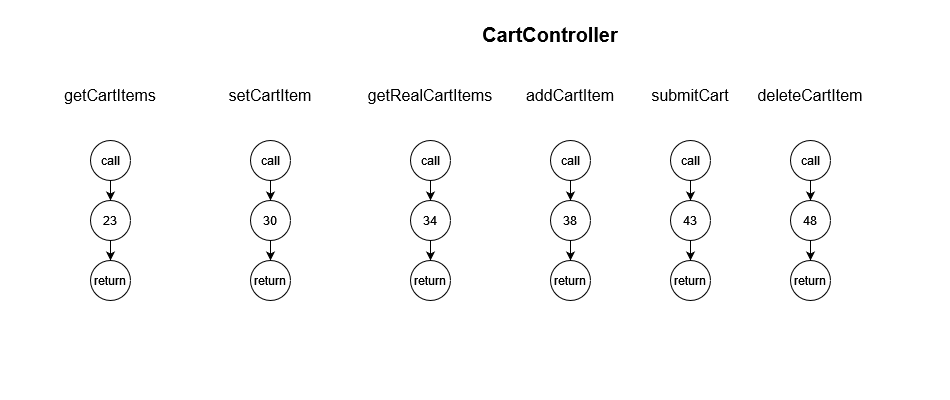 CartController
getCartItems setCartItem getRealCartItems addCartItem submitCart deleteCartItem
call call call call call call
23 30 34 38 43 48
return return return return return return